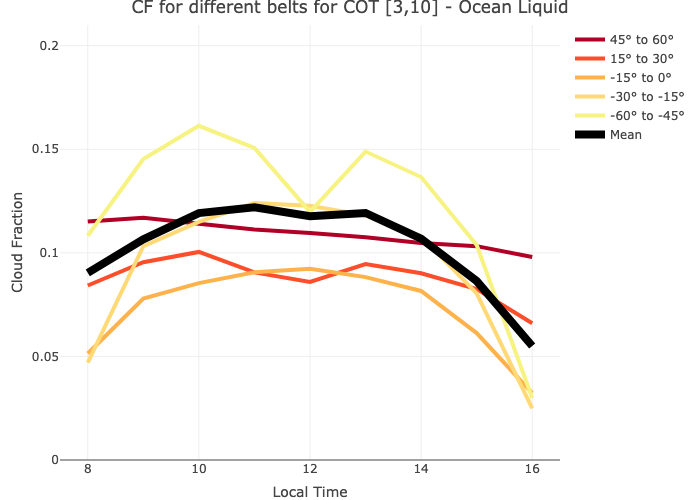 CF for different belts for COT [3,10] - Ocean Liquid
45° to 60°
15° to 30°
-15° to 0°
-30° to -15°
-60° to -45°
Mean
Cloud Fraction
0.2
0.15
0.1
0.05
0
8 10 12 14 16
Local Time